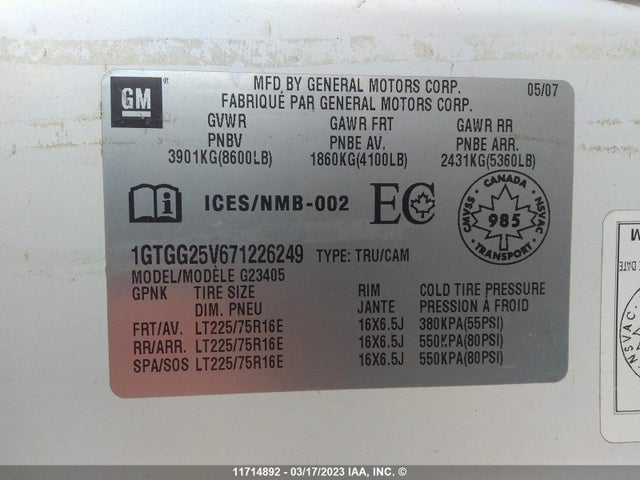 GM
MFD BY GENERAL MOTORS CORP. 05/07
FABRIQUÉ PAR GENERAL MOTORS CORP.
GVWR GAWR FRT GAWR RR
PNBV PNBE AV. PNBE ARR.
3901KG(8600LB) 1860KG(4100LB) 2431KG(5360LB)
ICES/NMB-002 EC
CANADA
CMVSS 985 NSVAC
TRANSPORT
1GTGG25V671226249 TYPE: TRU/CAM
MODEL/MODÈLE G23405
GPNK TIRE SIZE RIM COLD TIRE PRESSURE
DIM. PNEU JANTE PRESSION À FROID
FRT/AV. LT225/75R16E 16X6.5J 380KPA(55PSI)
RR/ARR. LT225/75R16E 16X6.5J 550KPA(80PSI)
SPA/SOS LT225/75R16E 16X6.5J 550KPA(80PSI)
M
DATE
NSVAC
11714892 - 03/17/2023 IAA, INC. ©